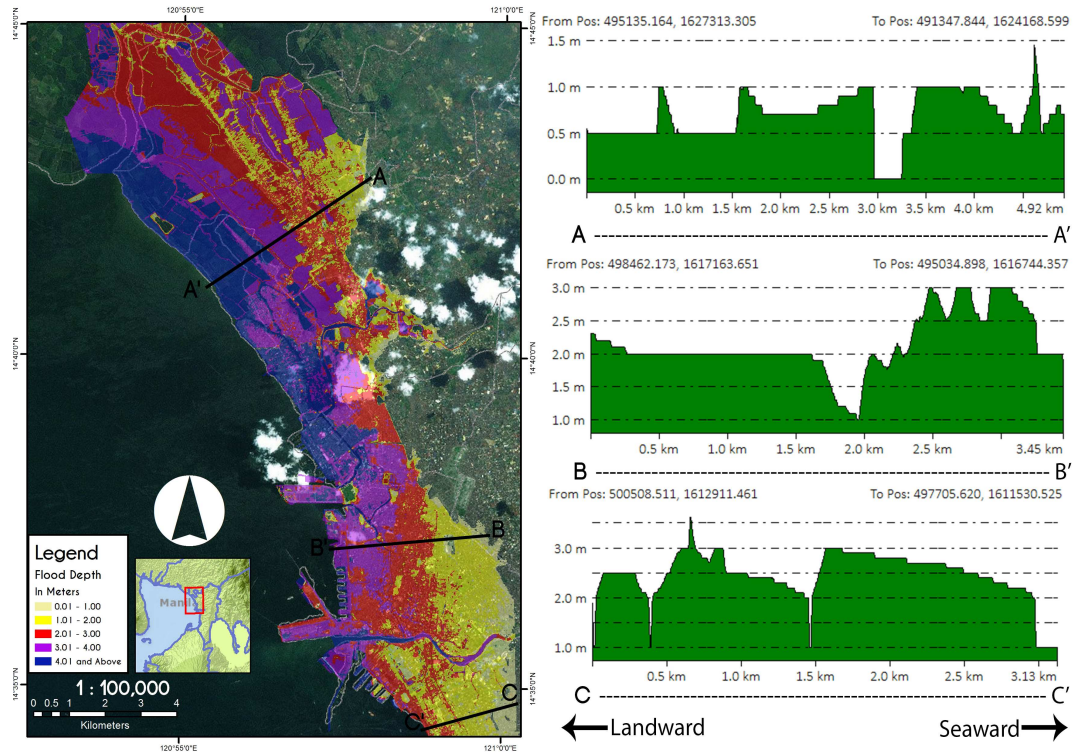 120°55'0"E
121°0'0"E
14°45'0"N
14°45'0"N
A
A'
14°40'0"N
14°40'0"N
B
B'
Legend
Flood Depth
In Meters
0.01 - 1.00
1.01 - 2.00
2.01 - 3.00
3.01 - 4.00
4.01 and Above
14°35'0"N
14°35'0"N
C
C'
1 : 100,000
0 0.5 1 2 3 4
Kilometers
120°55'0"E
121°0'0"E
From Pos: 495135.164, 1627313.305 To Pos: 491347.844, 1624168.599
1.5 m
1.0 m
0.5 m
0.0 m
0.5 km 1.0 km 1.5 km 2.0 km 2.5 km 3.0 km 3.5 km 4.0 km 4.92 km
A A'
From Pos: 498462.173, 1617163.651 To Pos: 495034.898, 1616744.357
3.0 m
2.5 m
2.0 m
1.5 m
1.0 m
0.5 km 1.0 km 1.5 km 2.0 km 2.5 km 3.45 km
B B'
From Pos: 500508.511, 1612911.461 To Pos: 497705.620, 1611530.525
3.0 m
2.0 m
1.0 m
0.5 km 1.0 km 1.5 km 2.0 km 2.5 km 3.13 km
C C'
Landward Seaward